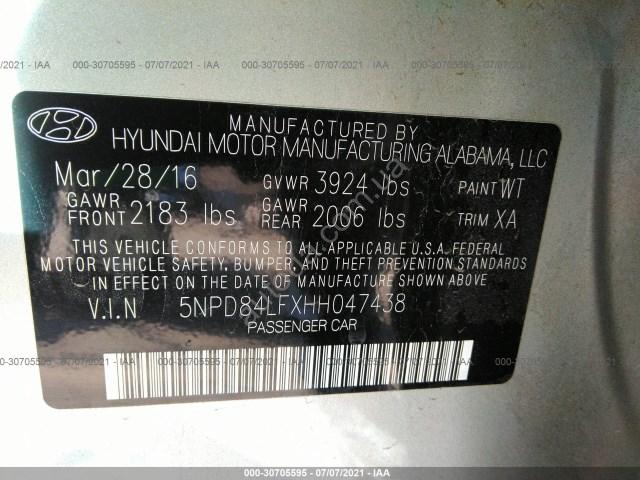 000-30705595 - 07/07/2021 - IAA
MANUFACTURED BY
HYUNDAI MOTOR MANUFACTURING ALABAMA, LLC
Mar/28/16 GVWR 3924 lbs PAINT WT
GAWR FRONT 2183 lbs GAWR REAR 2006 lbs TRIM XA
THIS VEHICLE CONFORMS TO ALL APPLICABLE U.S.A. FEDERAL
MOTOR VEHICLE SAFETY, BUMPER, AND THEFT PREVENTION STANDARDS
IN EFFECT ON THE DATE OF MANUFACTURE SHOWN ABOVE
V.I.N 5NPD84LFXHH047438
PASSENGER CAR
000-30705595 - 07/07/2021 - IAA